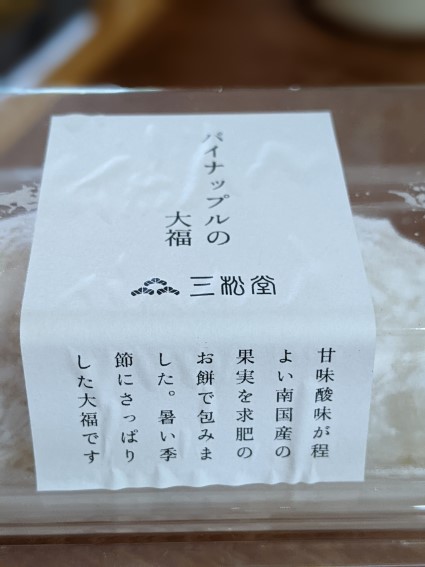 パイナップルの
大福
三松堂
甘味酸味が程
よい南国産の
果実を求肥の
お餅で包みま
した。暑い季
節にさっぱり
した大福です